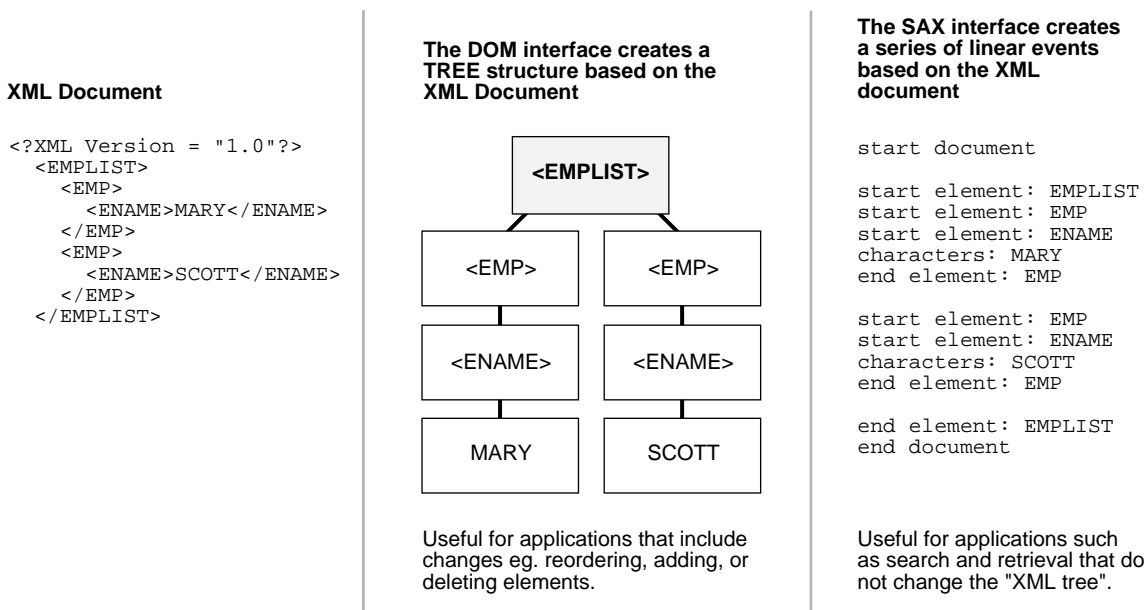 XML Document
<?XML Version = "1.0"?>
<EMPLIST>
<EMP>
<ENAME>MARY</ENAME>
</EMP>
<EMP>
<ENAME>SCOTT</ENAME>
</EMP>
</EMPLIST>
The DOM interface creates a
TREE structure based on the
XML Document
<EMPLIST>
<EMP>
<EMP>
<ENAME>
<ENAME>
MARY
SCOTT
Useful for applications that include
changes eg. reordering, adding, or
deleting elements.
The SAX interface creates
a series of linear events
based on the XML
document
start document
start element: EMPLIST
start element: EMP
start element: ENAME
characters: MARY
end element: EMP
start element: EMP
start element: ENAME
characters: SCOTT
end element: EMP
end element: EMPLIST
end document
Useful for applications such
as search and retrieval that do
not change the "XML tree".